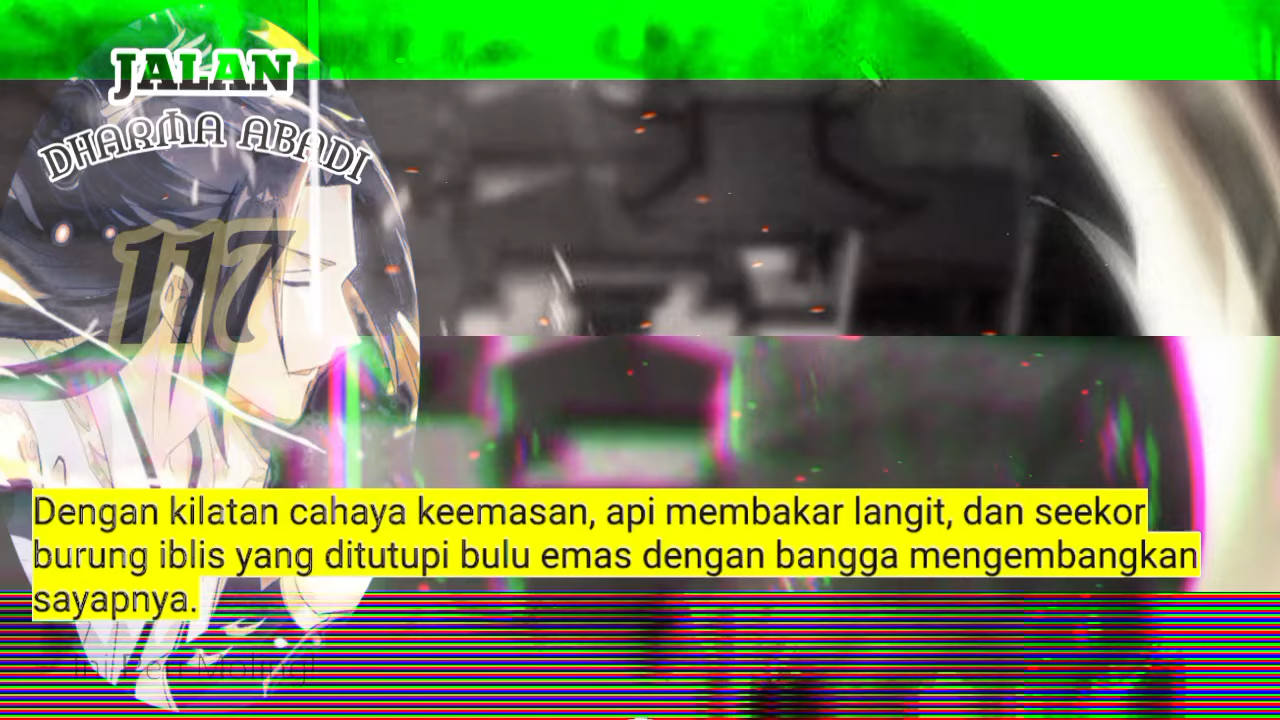 JALAN
DHARMA ABADI
117
Dengan kilatan cahaya keemasan, api membakar langit, dan seekor
burung iblis yang ditutupi bulu emas dengan bangga mengembangkan
sayapnya.